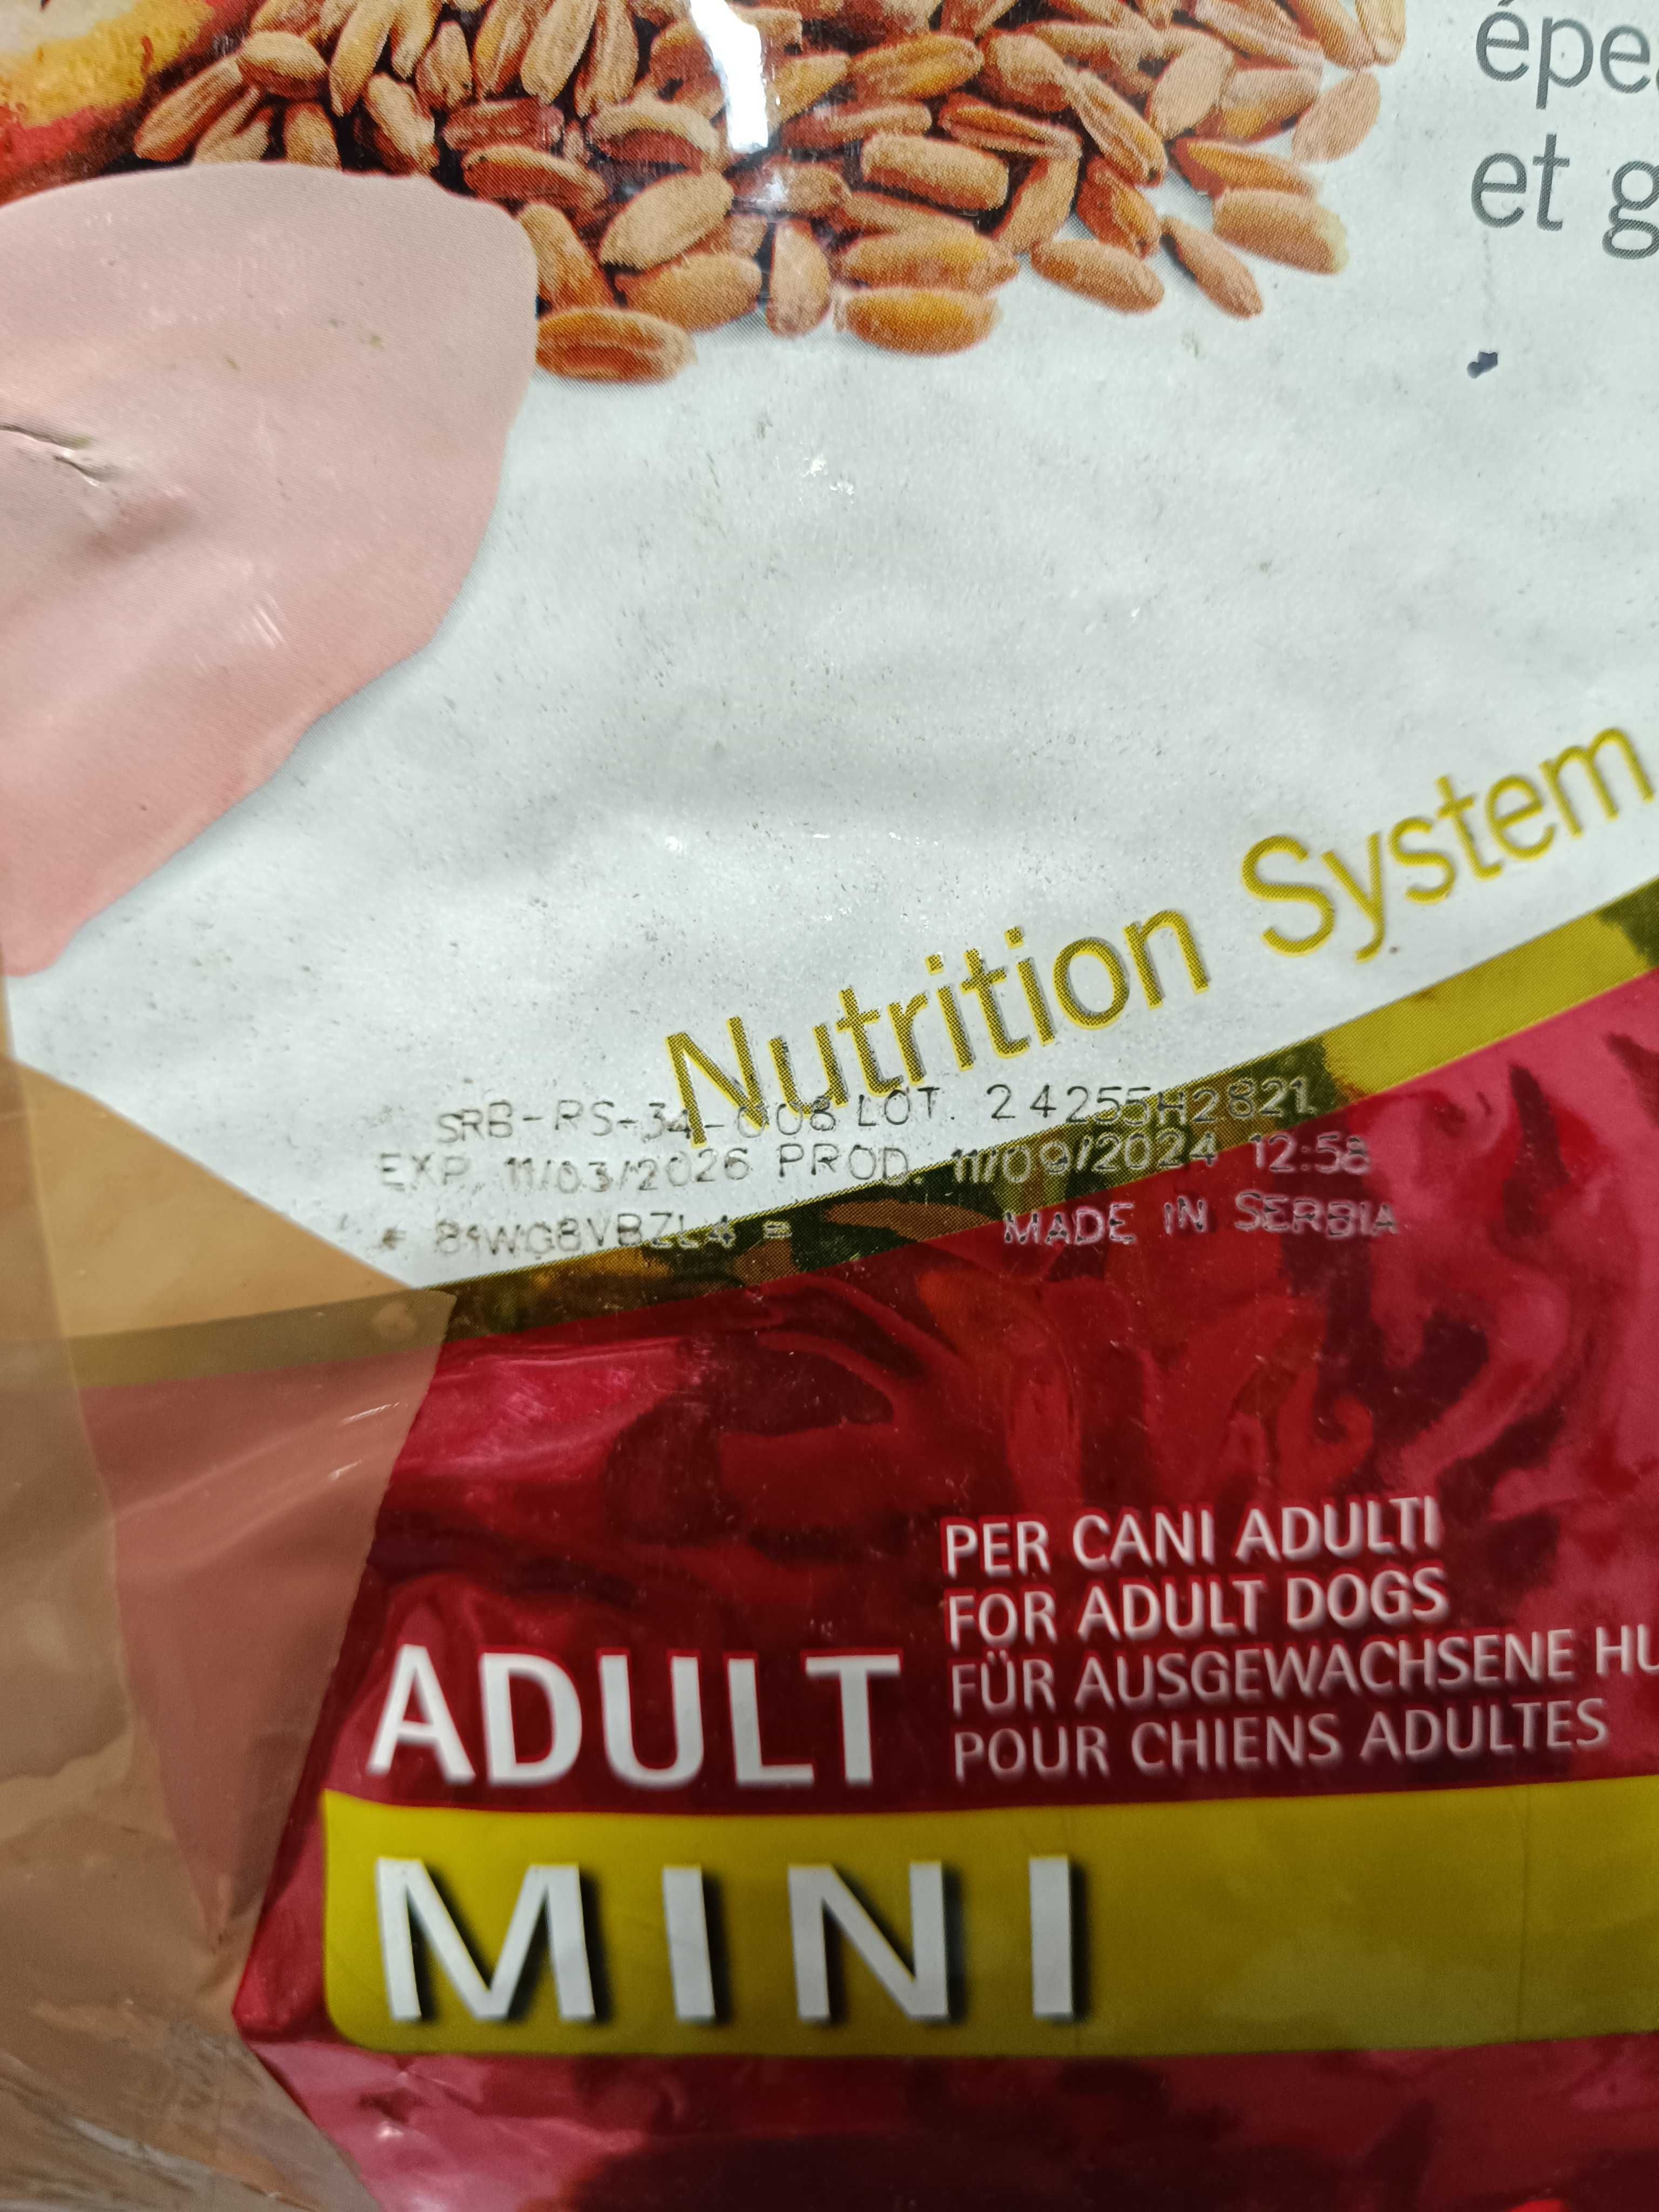 épe
et g
Nutrition System
SRB-RS-34-008 LOT. 24255H2821
EXP. 11/03/2026 PROD. 11/09/2024 12:58
MADE IN SERBIA
ADULT
PER CANI ADULTI
FOR ADULT DOGS
FÜR AUSGEWACHSENE HU
POUR CHIENS ADULTES
MINI